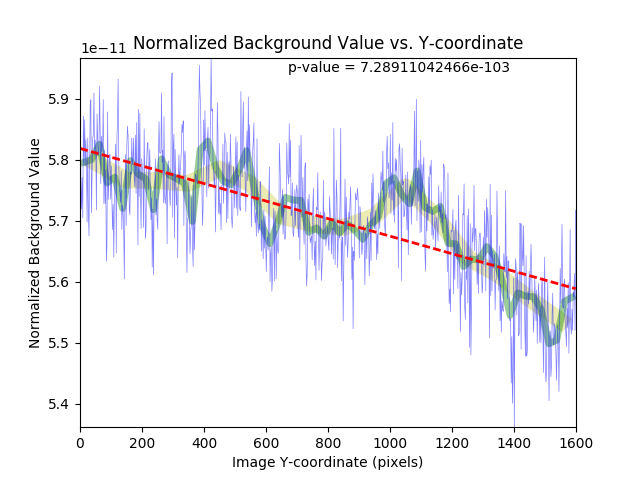 Normalized Background Value vs. Y-coordinate
1e−11
p-value = 7.28911042466e-103
5.9
5.8
5.7
5.6
5.5
5.4
Normalized Background Value
0 200 400 600 800 1000 1200 1400 1600
Image Y-coordinate (pixels)